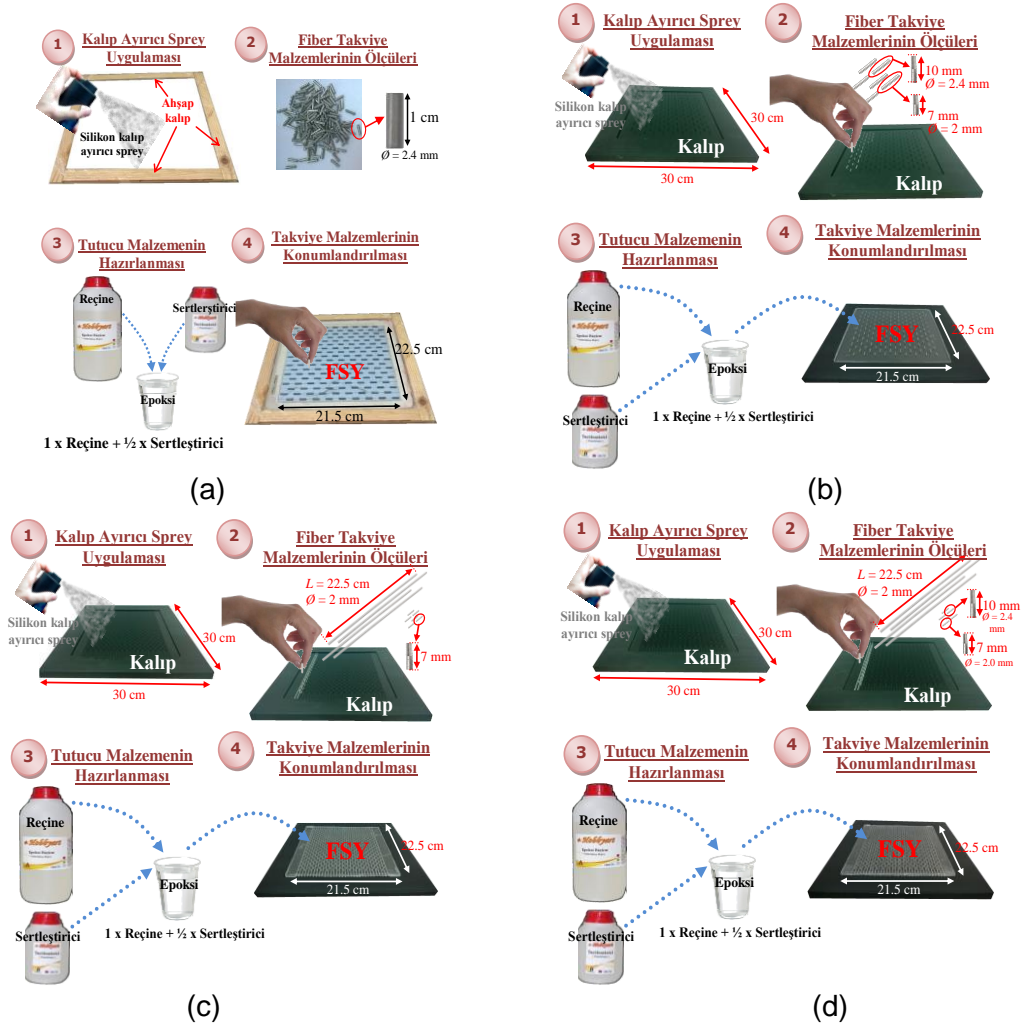 1
Kalıp Ayırıcı Sprey
Uygulaması
Ahşap
kalıp
Silikon kalıp
ayırıcı sprey
2
Fiber Takviye
Malzemlerinin Ölçüleri
1 cm
Ø = 2.4 mm
3
Tutucu Malzemenin
Hazırlanması
Reçine
Sertlerştirici
Epoksi
1 x Reçine + ½ x Sertleştirici
4
Takviye Malzemlerinin
Konumlandırılması
FSY
22.5 cm
21.5 cm
(a)
1
Kalıp Ayırıcı Sprey
Uygulaması
Silikon kalıp
ayırıcı sprey
Kalıp
30 cm
30 cm
2
Fiber Takviye
Malzemlerinin Ölçüleri
10 mm
Ø = 2.4 mm
7 mm
Ø = 2 mm
Kalıp
3
Tutucu Malzemenin
Hazırlanması
Reçine
Sertleştirici
Epoksi
1 x Reçine + ½ x Sertleştirici
4
Takviye Malzemlerinin
Konumlandırılması
FSY
22.5 cm
21.5 cm
(b)
1
Kalıp Ayırıcı Sprey
Uygulaması
Silikon kalıp
ayırıcı sprey
Kalıp
30 cm
30 cm
2
Fiber Takviye
Malzemlerinin Ölçüleri
L = 22.5 cm
Ø = 2 mm
7 mm
Kalıp
3
Tutucu Malzemenin
Hazırlanması
Reçine
Hobbyart
Sertleştirici
Epoksi
1 x Reçine + ½ x Sertleştirici
4
Takviye Malzemlerinin
Konumlandırılması
FSY
22.5 cm
21.5 cm
(c)
1
Kalıp Ayırıcı Sprey
Uygulaması
Silikon kalıp
ayırıcı sprey
Kalıp
30 cm
30 cm
2
Fiber Takviye
Malzemlerinin Ölçüleri
L = 22.5 cm
Ø = 2 mm
10 mm
Ø = 2.4
mm
7 mm
Ø = 2.0 mm
Kalıp
3
Tutucu Malzemenin
Hazırlanması
Reçine
Sertleştirici
Epoksi
1 x Reçine + ½ x Sertleştirici
4
Takviye Malzemlerinin
Konumlandırılması
FSY
22.5 cm
21.5 cm
(d)